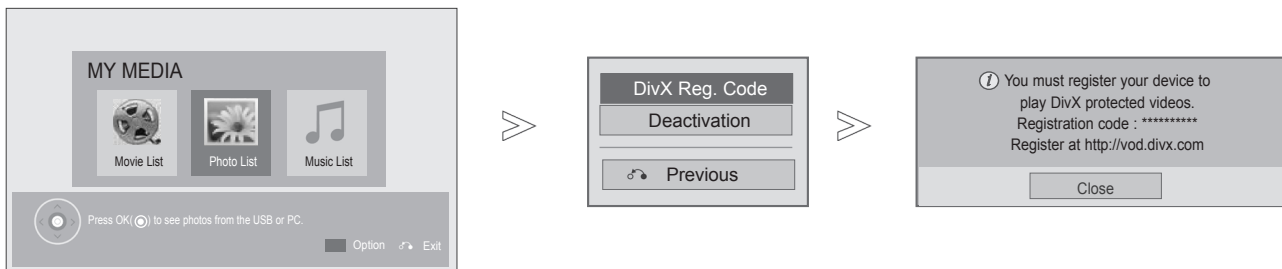 MY MEDIA
Movie List
Photo List
Music List
Press OK(◉) to see photos from the USB or PC.
Option
Exit
DivX Reg. Code
Deactivation
Previous
i You must register your device to
play DivX protected videos.
Registration code : **********
Register at http://vod.divx.com
Close